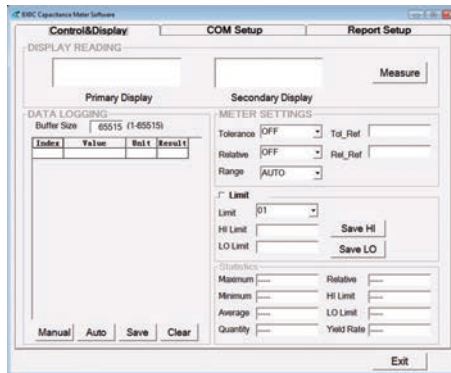 EXEC Capacitance Meter Software
Control&Display
COM Setup
Report Setup
DISPLAY READING
Measure
Primary Display
Secondary Display
DATA LOGGING
Buffer Size 65515 (1-65515)
Index Value Unit Result
Manual Auto Save Clear
METER SETTINGS
Tolerance OFF Tol_Ref
Relative OFF Rel_Ref
Range AUTO
Limit
Limit 01
HI Limit Save HI
LO Limit Save LO
Statistics
Maximum ---- Relative ----
Minimum ---- HI Limit ----
Average ---- LO Limit ----
Quantity ---- Yield Rate ----
Exit